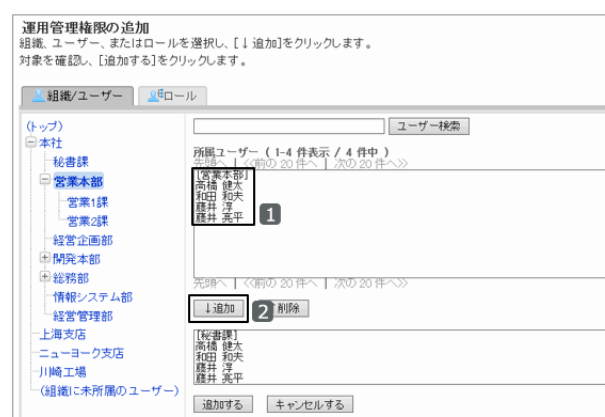 運用管理権限の追加
組織、ユーザー、またはロールを選択し、[↓追加]をクリックします。
対象を確認し、[追加する]をクリックします。
組織/ユーザー
ロール
(トップ)
本社
秘書課
営業本部
営業1課
営業2課
経営企画部
開発本部
総務部
情報システム部
経営管理部
上海支店
ニューヨーク支店
川崎工場
(組織に未所属のユーザー)
ユーザー検索
所属ユーザー ( 1-4 件表示 / 4 件中 )
先頭へ | <<前の 20 件へ | 次の 20 件へ>>
[営業本部]
高橋 健太
和田 和夫
藤井 淳
藤井 亮平
1
先頭へ | <<前の 20 件へ | 次の 20 件へ>>
↓追加
2
削除
[秘書課]
高橋 健太
和田 和夫
藤井 淳
藤井 亮平
追加する
キャンセルする